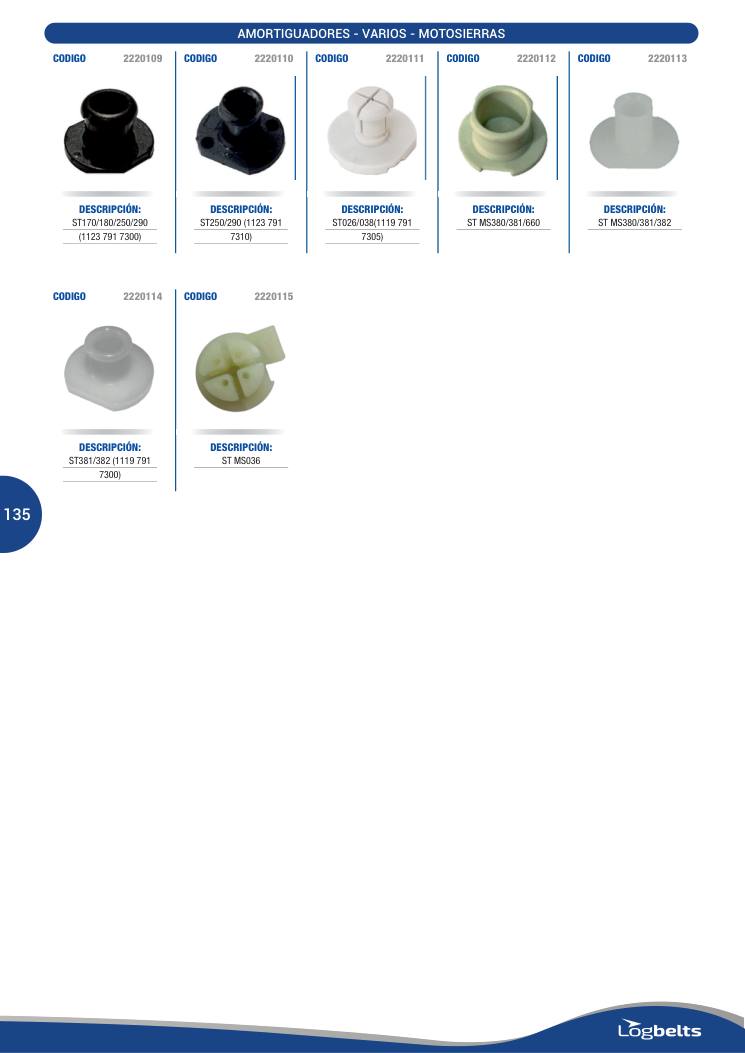 AMORTIGUADORES - VARIOS - MOTOSIERRAS
CODIGO 2220109
DESCRIPCIÓN:
ST170/180/250/290
(1123 791 7300)
CODIGO 2220110
DESCRIPCIÓN:
ST250/290 (1123 791
7310)
CODIGO 2220111
DESCRIPCIÓN:
ST026/038(1119 791
7305)
CODIGO 2220112
DESCRIPCIÓN:
ST MS380/381/660
CODIGO 2220113
DESCRIPCIÓN:
ST MS380/381/382
CODIGO 2220114
DESCRIPCIÓN:
ST381/382 (1119 791
7300)
CODIGO 2220115
DESCRIPCIÓN:
ST MS036
135
Logbelts